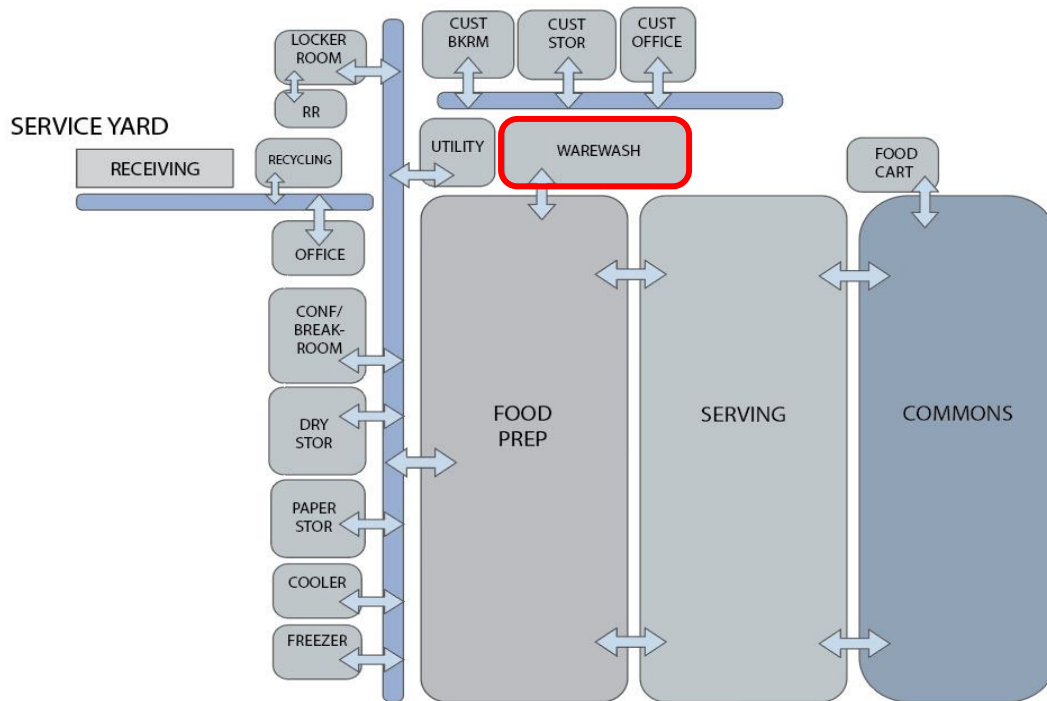 LOCKER
ROOM
RR
CUST
BKRM
CUST
STOR
CUST
OFFICE
SERVICE YARD
RECEIVING
RECYCLING
UTILITY
WAREWASH
FOOD
CART
OFFICE
CONF/
BREAK-
ROOM
DRY
STOR
PAPER
STOR
COOLER
FREEZER
FOOD
PREP
SERVING
COMMONS